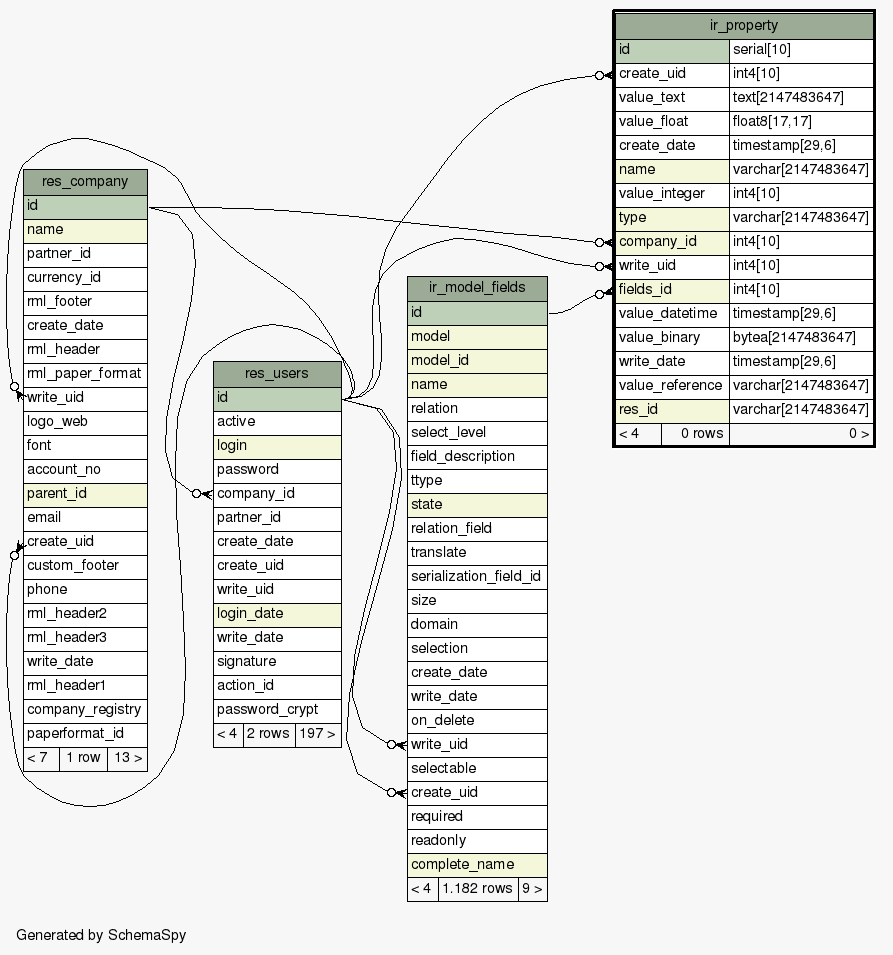 ir_property
id serial[10]
create_uid int4[10]
value_text text[2147483647]
value_float float8[17,17]
create_date timestamp[29,6]
name varchar[2147483647]
value_integer int4[10]
type varchar[2147483647]
company_id int4[10]
write_uid int4[10]
fields_id int4[10]
value_datetime timestamp[29,6]
value_binary bytea[2147483647]
write_date timestamp[29,6]
value_reference varchar[2147483647]
res_id varchar[2147483647]
< 4 0 rows 0 >
res_company
id
name
partner_id
currency_id
rml_footer
create_date
rml_header
rml_paper_format
write_uid
logo_web
font
account_no
parent_id
email
create_uid
custom_footer
phone
rml_header2
rml_header3
write_date
rml_header1
company_registry
paperformat_id
< 7 1 row 13 >
res_users
id
active
login
password
company_id
partner_id
create_date
create_uid
write_uid
login_date
write_date
signature
action_id
password_crypt
< 4 2 rows 197 >
ir_model_fields
id
model
model_id
name
relation
select_level
field_description
ttype
state
relation_field
translate
serialization_field_id
size
domain
selection
create_date
write_date
on_delete
write_uid
selectable
create_uid
required
readonly
complete_name
< 4 1.182 rows 9 >
Generated by SchemaSpy